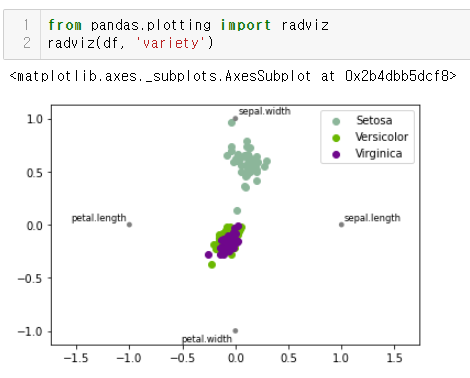 1 from pandas.plotting import radviz
2 radviz(df, 'variety')
<matplotlib.axes._subplots.AxesSubplot at 0x2b4dbb5dcf8>
1.0
0.5
0.0
−0.5
−1.0
sepal.width
petal.length
sepal.length
petal.width
Setosa
Versicolor
Virginica
−1.5 −1.0 −0.5 0.0 0.5 1.0 1.5